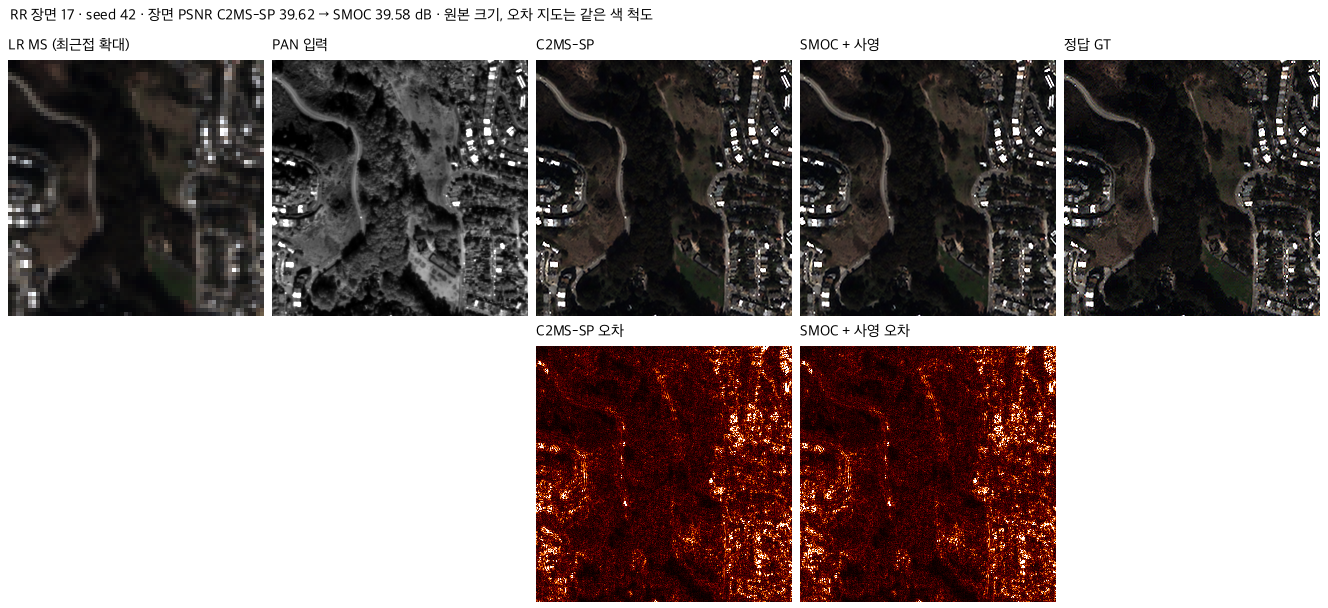 RR 장면 17 · seed 42 · 장면 PSNR C2MS-SP 39.62 → SMOC 39.58 dB · 원본 크기, 오차 지도는 같은 색 척도
LR MS (최근접 확대)
PAN 입력
C2MS-SP
SMOC + 사영
정답 GT
C2MS-SP 오차
SMOC + 사영 오차